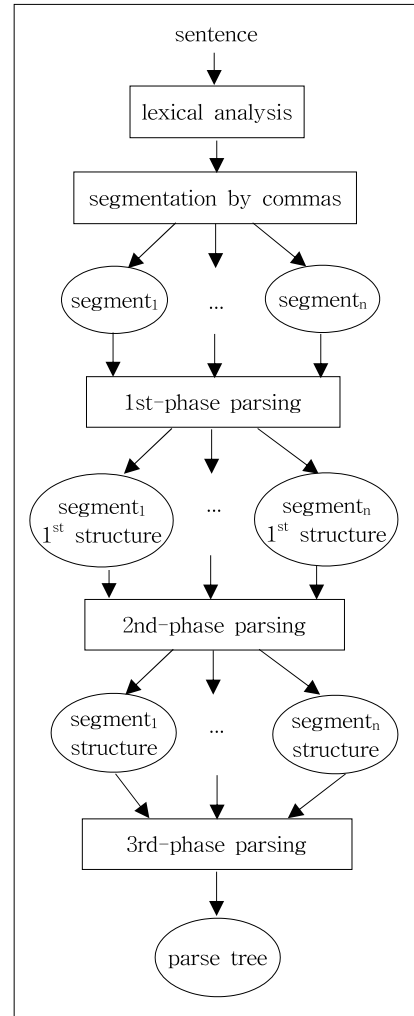 sentence
lexical analysis
segmentation by commas
segment₁ ... segmentₙ
1st-phase parsing
segment₁ ... segmentₙ
1ˢᵗ structure 1ˢᵗ structure
2nd-phase parsing
segment₁ ... segmentₙ
structure structure
3rd-phase parsing
parse tree